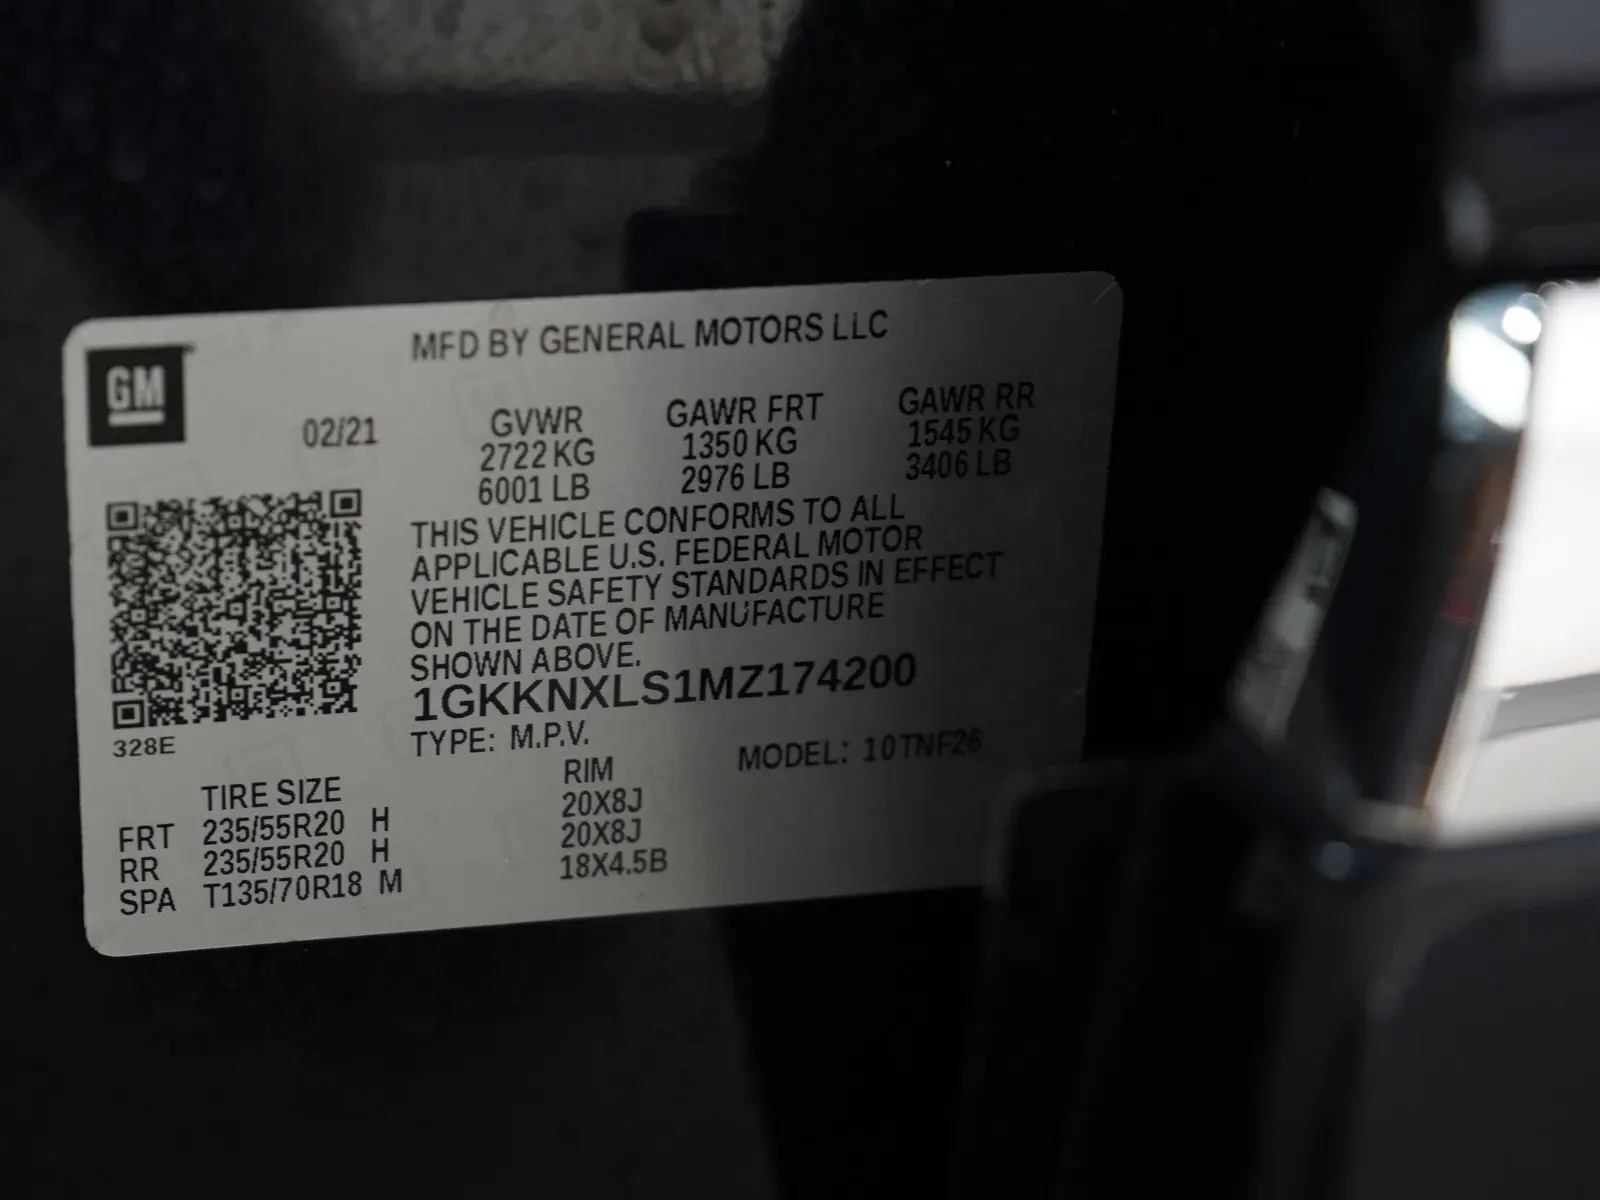 MFD BY GENERAL MOTORS LLC
GM
02/21 GVWR GAWR FRT GAWR RR
2722 KG 1350 KG 1545 KG
6001 LB 2976 LB 3406 LB
THIS VEHICLE CONFORMS TO ALL
APPLICABLE U.S. FEDERAL MOTOR
VEHICLE SAFETY STANDARDS IN EFFECT
ON THE DATE OF MANUFACTURE
SHOWN ABOVE.
1GKKNXLS1MZ174200
328E
TYPE: M.P.V. MODEL: 10TNF26
TIRE SIZE RIM
FRT 235/55R20 H 20X8J
RR 235/55R20 H 20X8J
SPA T135/70R18 M 18X4.5B